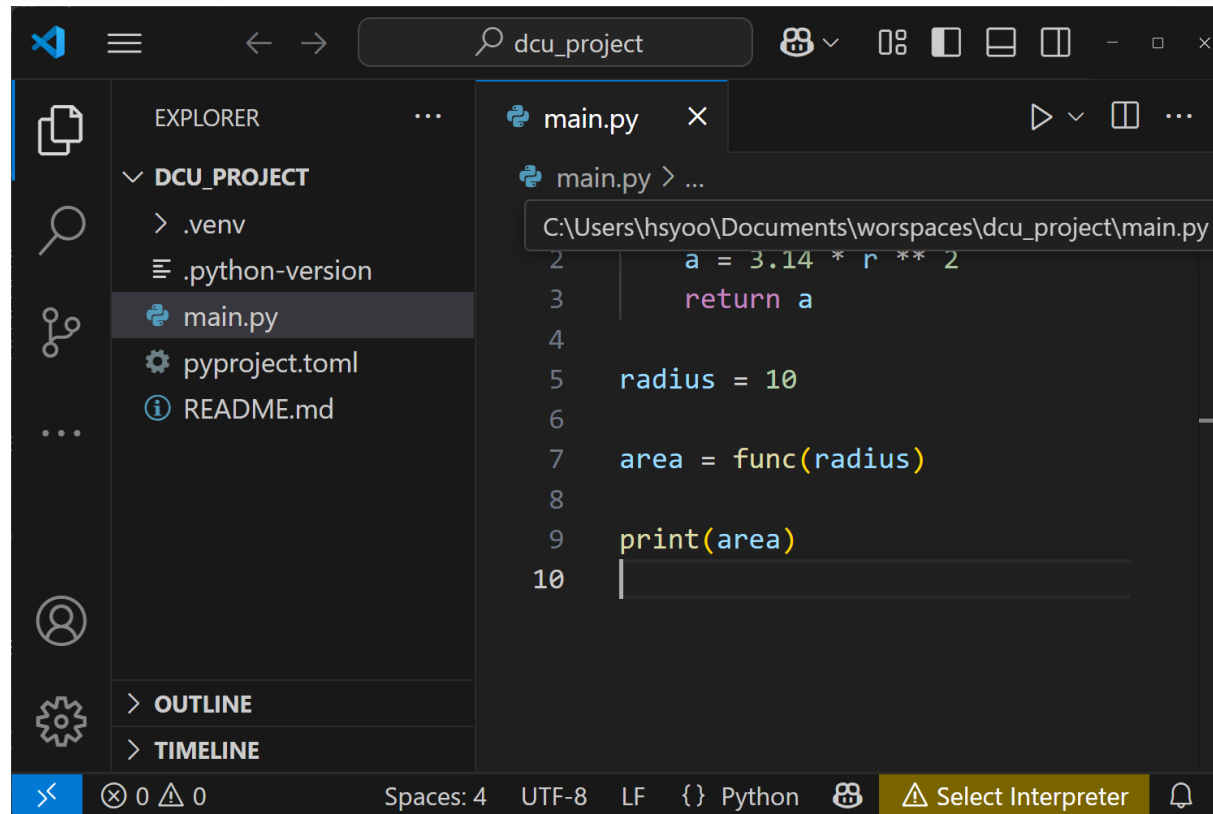 dcu_project
EXPLORER
main.py
DCU_PROJECT
main.py > ...
.venv
C:\Users\hsyoo\Documents\worspaces\dcu_project\main.py
.python-version
2 a = 3.14 * r ** 2
main.py
3 return a
pyproject.toml
4
README.md
5 radius = 10
6
7 area = func(radius)
8
9 print(area)
10
OUTLINE
TIMELINE
0 0 Spaces: 4 UTF-8 LF {} Python Select Interpreter